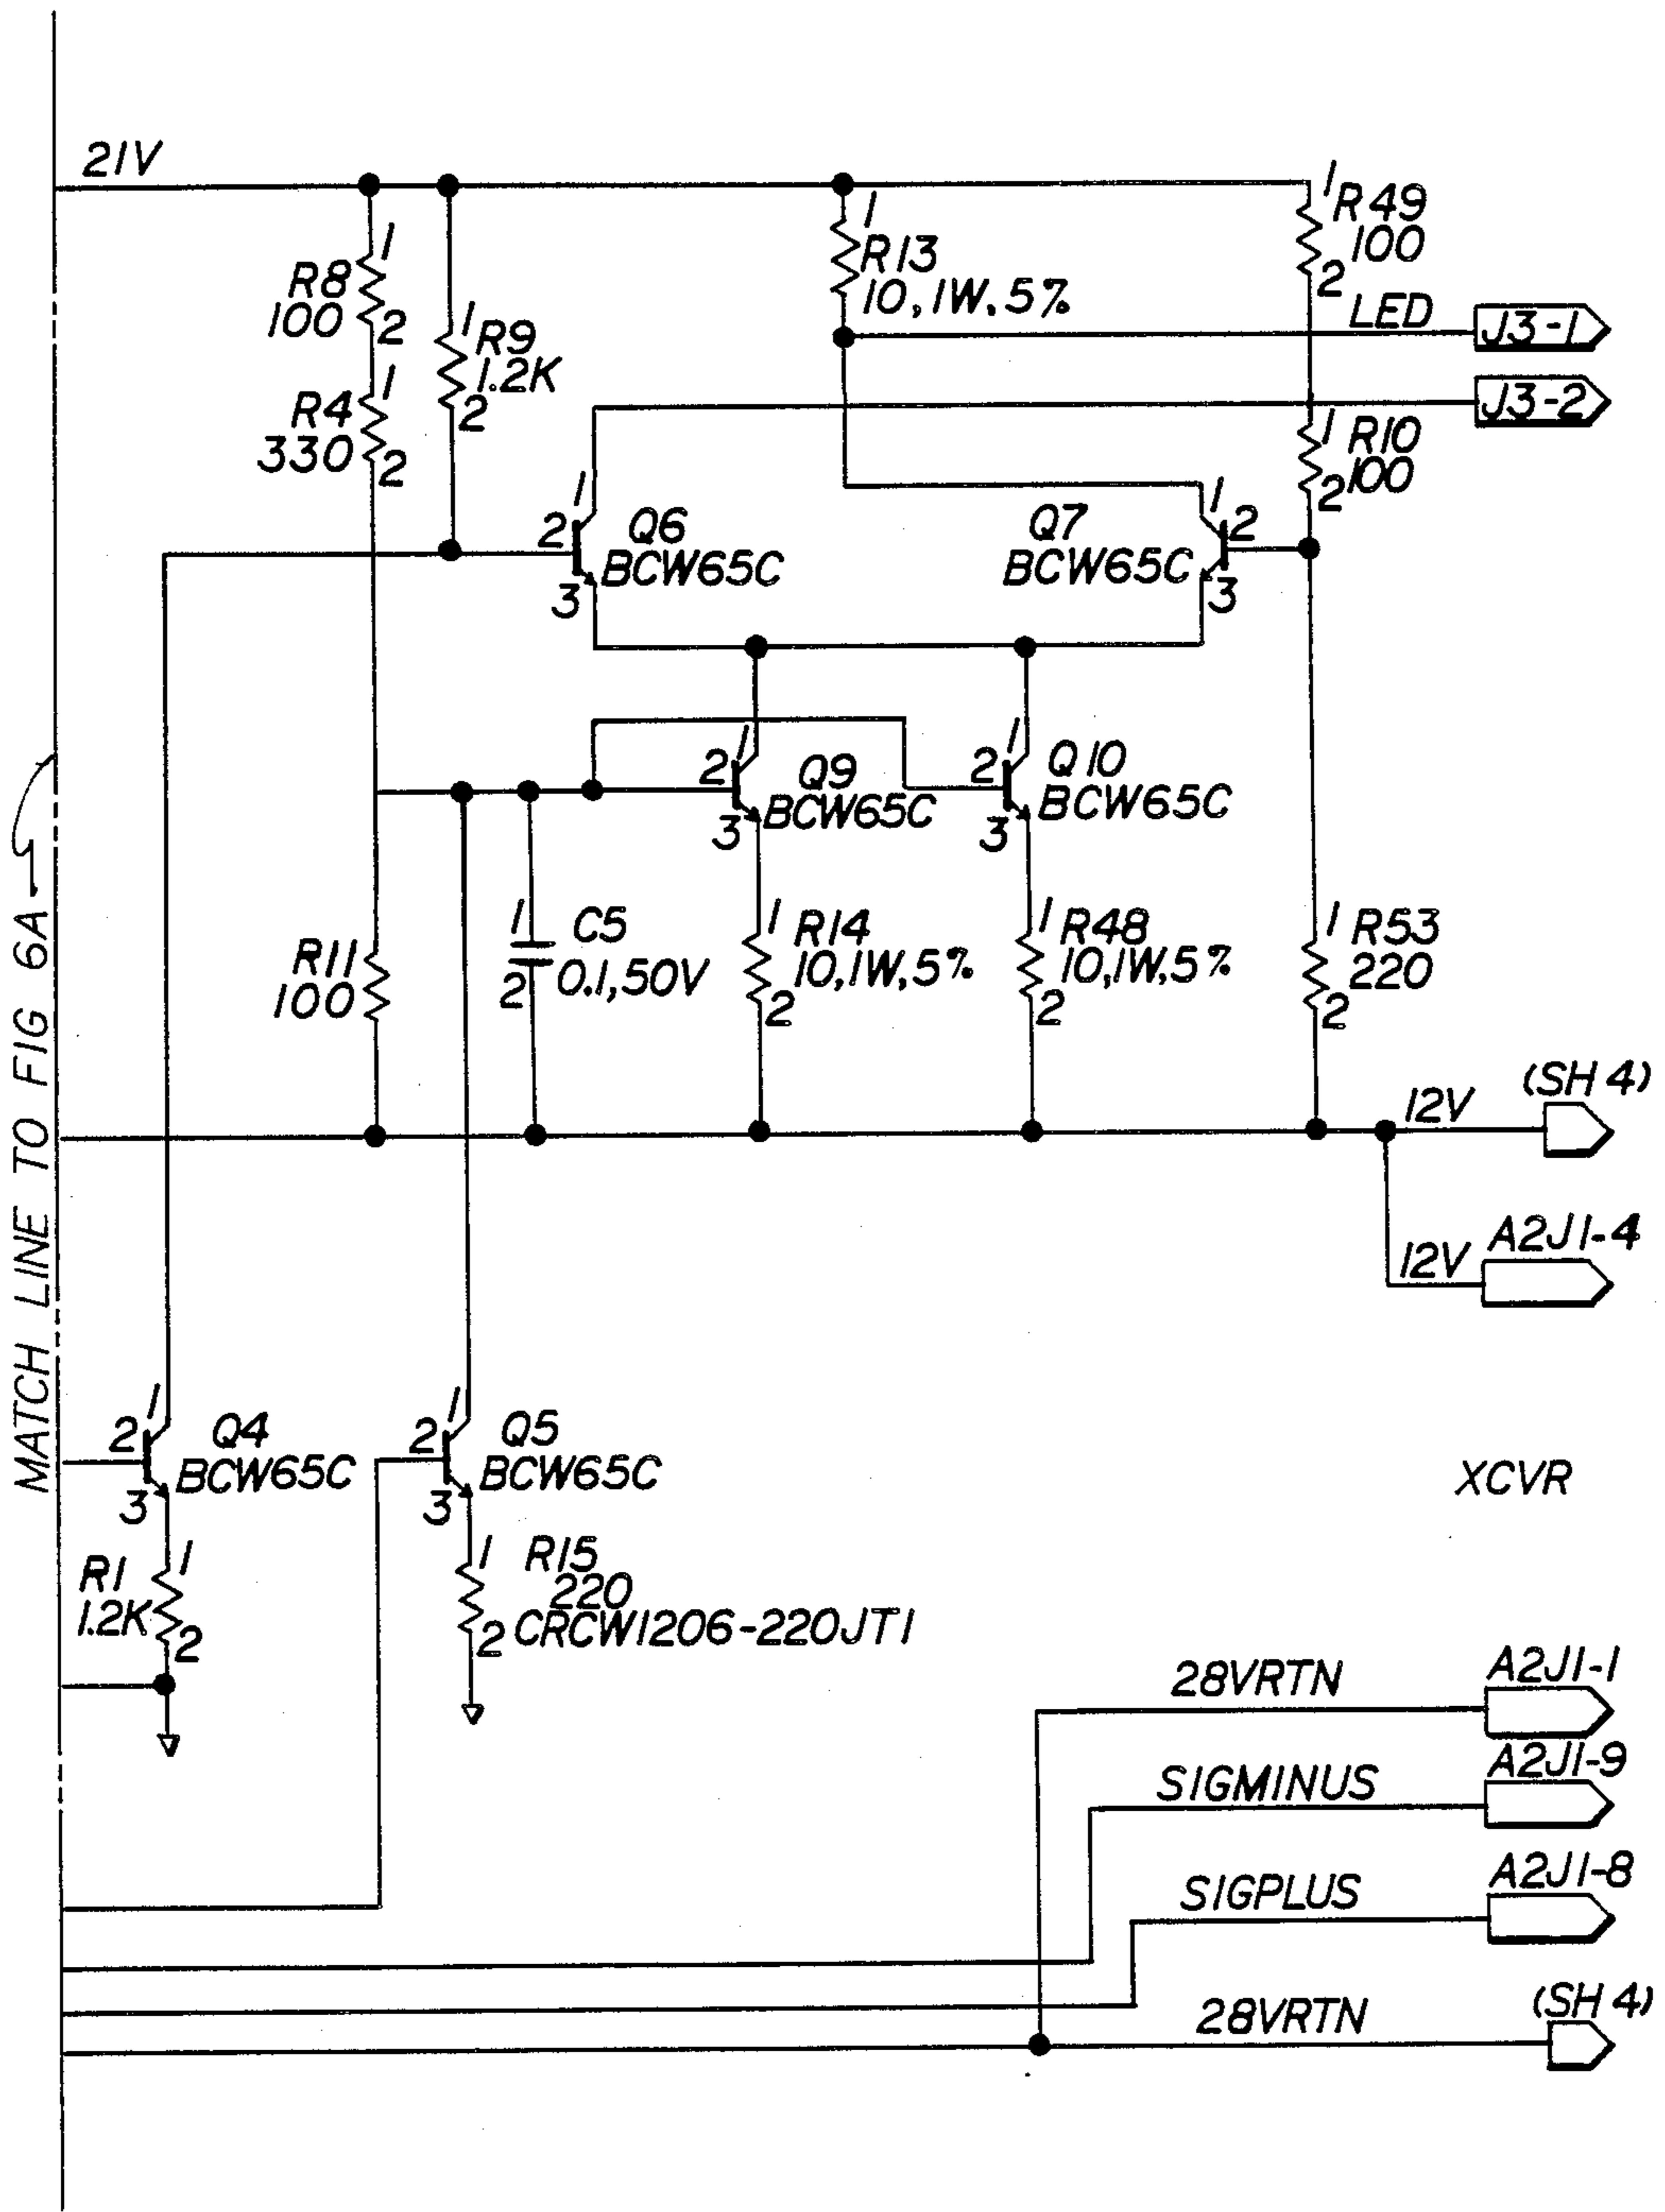 21V
1
R8
100
2
1
R4
330
2
1
R9
1.2K
2
1
R13
10,1W,5%
1
R49
100
2
LED
J3-1
J3-2
1
R10
100
2
1
2
Q6
BCW65C
3
1
Q7
2
BCW65C
3
1
2
Q9
BCW65C
3
1
2
Q10
BCW65C
3
R11
100
1
C5
0.1,50V
2
1
R14
10,1W,5%
2
1
R48
10,1W,5%
2
1
R53
220
2
MATCH LINE TO FIG 6A
12V
(SH 4)
12V
A2J1-4
1
2
Q4
BCW65C
3
1
2
Q5
BCW65C
3
XCVR
R1
1
1.2K
2
1
R15
220
CRCW1206-220JT1
2
28VRTN
A2J1-1
SIGMINUS
A2J1-9
SIGPLUS
A2J1-8
28VRTN
(SH 4)